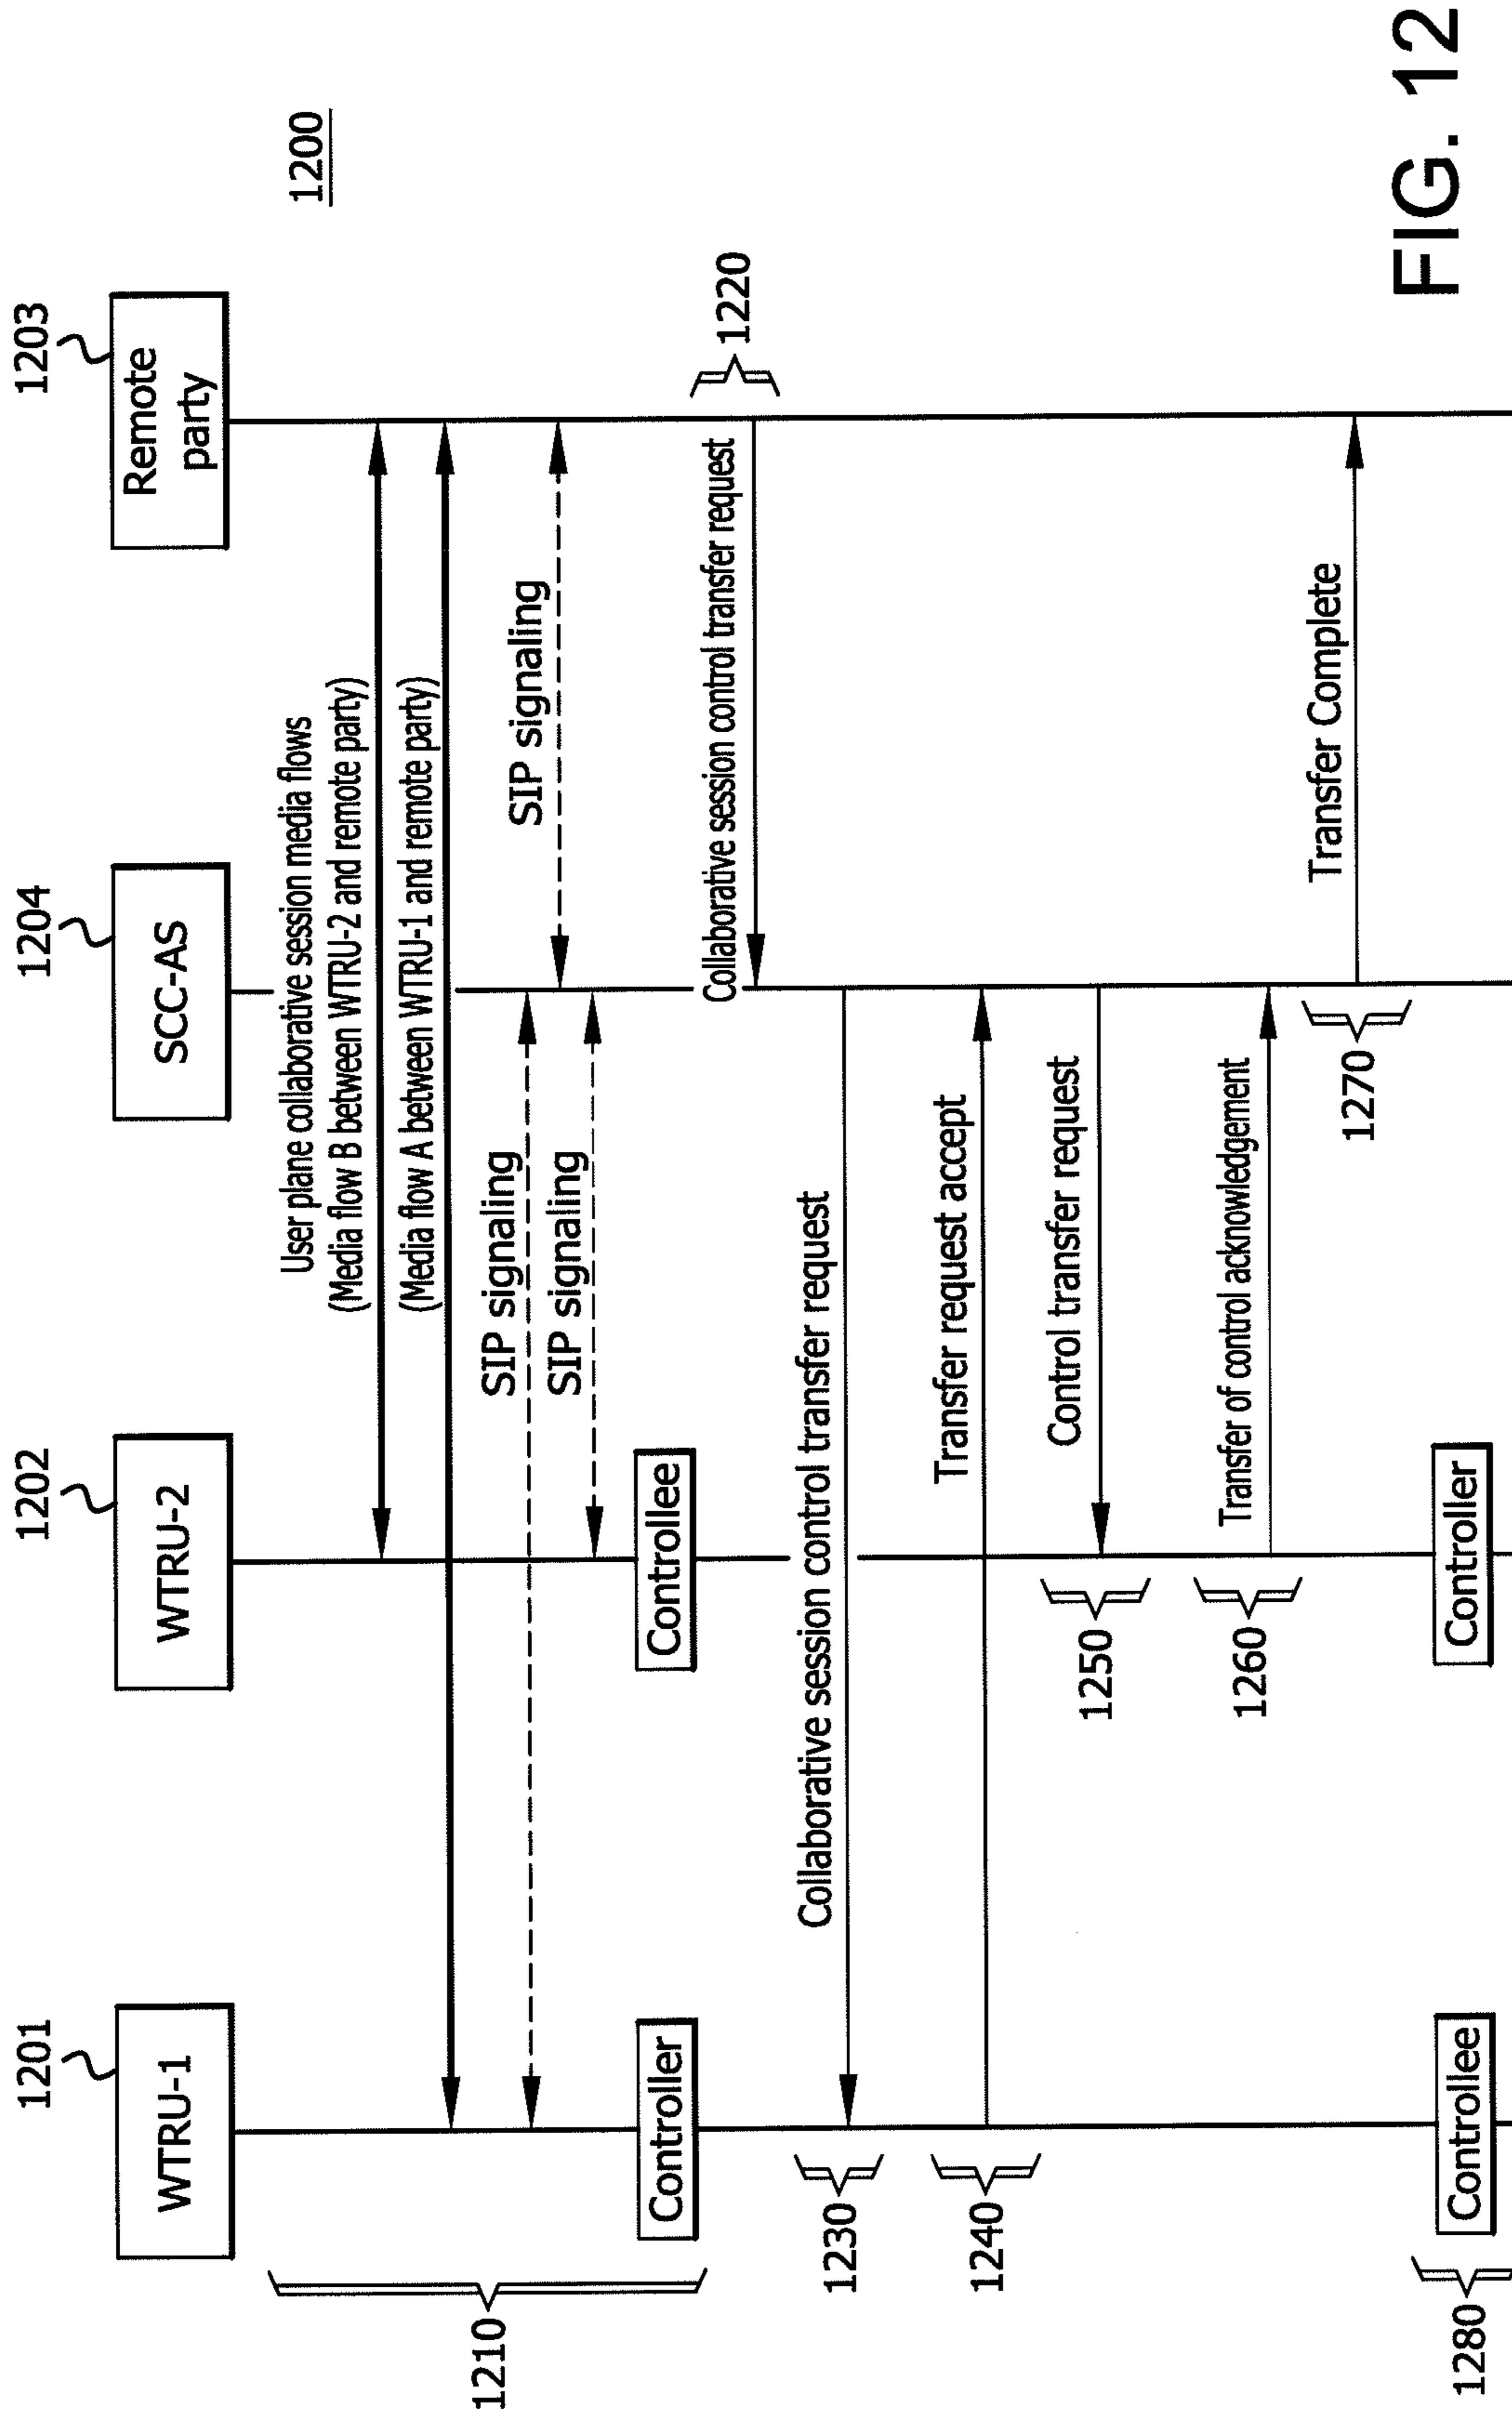 1201
WTRU-1
1202
WTRU-2
1204
SCC-AS
1203
Remote
party
1200
User plane collaborative session media flows
(Media flow B between WTRU-2 and remote party)
(Media flow A between WTRU-1 and remote party)
1210
SIP signaling
SIP signaling
SIP signaling
Controller
Controllee
Collaborative session control transfer request
1220
Collaborative session control transfer request
1230
Transfer request accept
1240
Control transfer request
1250
Transfer of control acknowledgement
1260
Transfer Complete
1270
1280
Controllee
Controller
FIG. 12